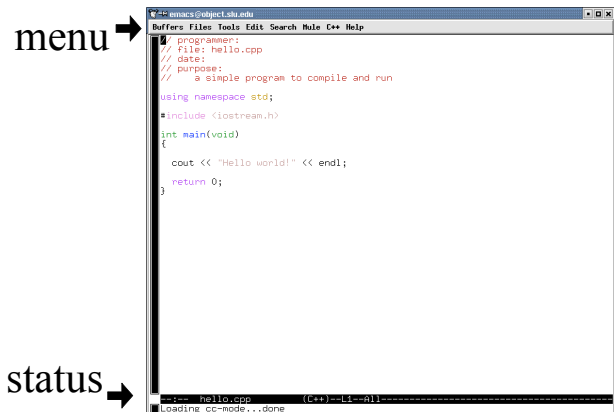 emacs@object.slu.edu
menu
Buffers Files Tools Edit Search Mule C++ Help
// programmer:
// file: hello.cpp
// date:
// purpose:
//    a simple program to compile and run
using namespace std;
#include <iostream.h>
int main(void)
{
  cout << "Hello world!" << endl;
  return 0;
}
status
--:--  hello.cpp        (C++)--L1--All--------------------------------------------
Loading cc-mode...done